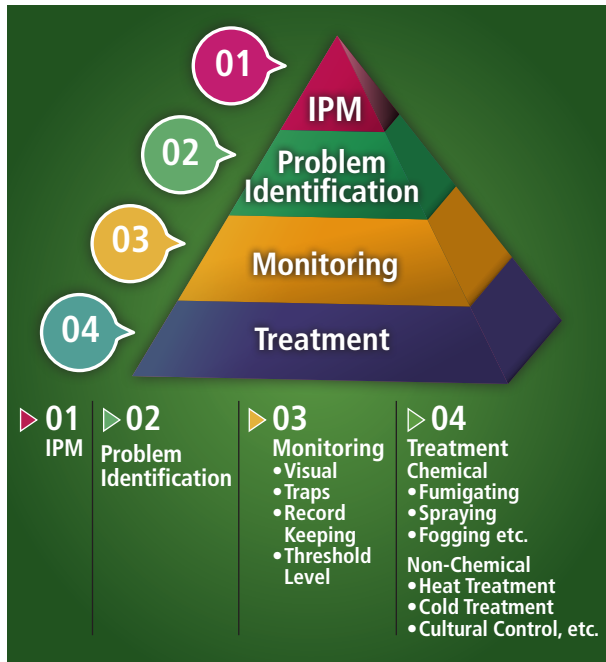 01
IPM
02
Problem
Identification
03
Monitoring
04
Treatment
01
IPM
02
Problem
Identification
03
Monitoring
•Visual
•Traps
•Record
Keeping
•Threshold
Level
04
Treatment
Chemical
•Fumigating
•Spraying
•Fogging etc.
Non-Chemical
•Heat Treatment
•Cold Treatment
•Cultural Control, etc.